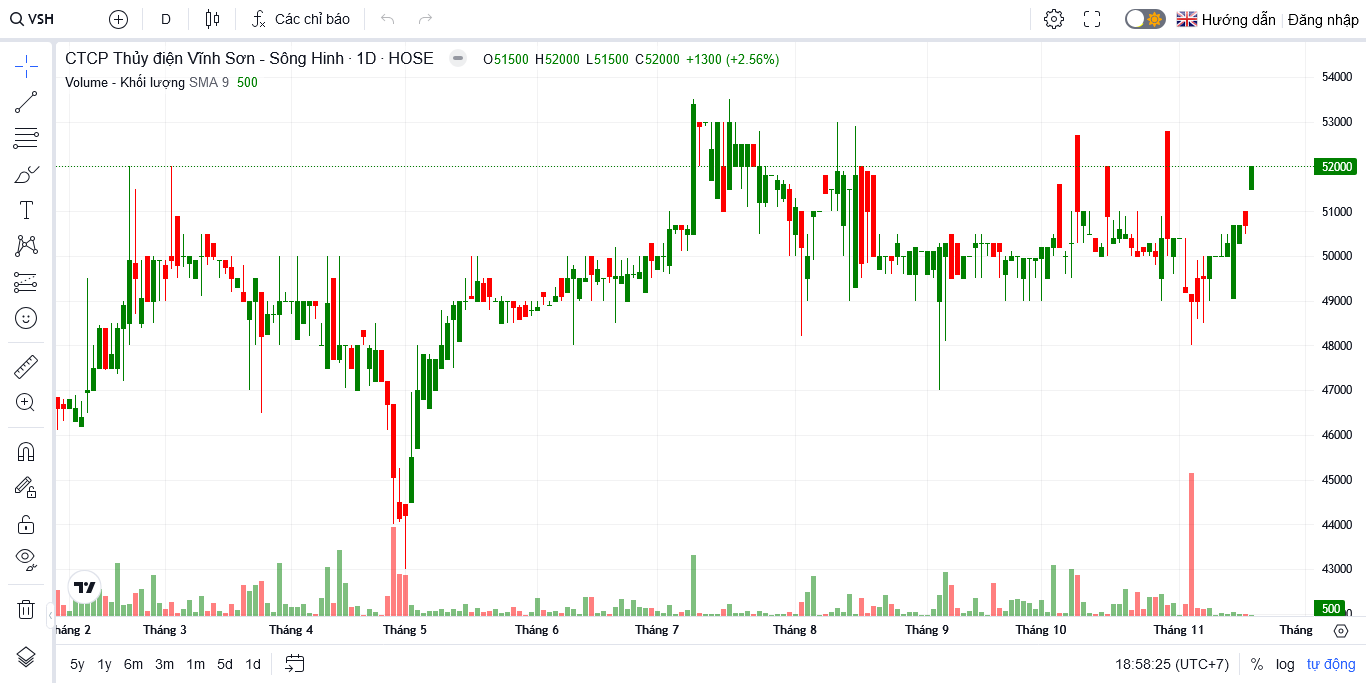 VSH D Các chỉ báo Hướng dẫn Đăng nhập
CTCP Thủy điện Vĩnh Sơn - Sông Hinh · 1D · HOSE O51500 H52000 L51500 C52000 +1300 (+2.56%)
Volume - Khối lượng SMA 9 500
54000
53000
52000
51000
50000
49000
48000
47000
46000
45000
44000
43000
500
háng 2 Tháng 3 Tháng 4 Tháng 5 Tháng 6 Tháng 7 Tháng 8 Tháng 9 Tháng 10 Tháng 11 Tháng
5y 1y 6m 3m 1m 5d 1d 18:58:25 (UTC+7) % log tự động